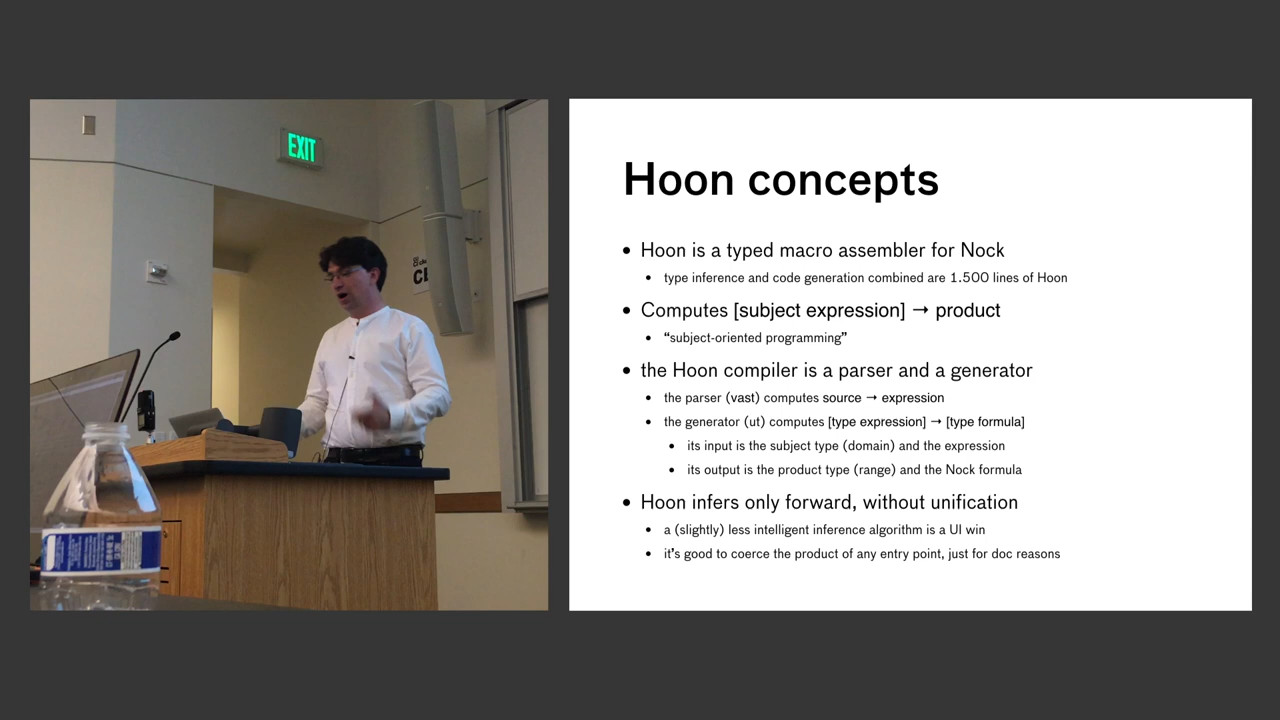 EXIT
Hoon concepts
• Hoon is a typed macro assembler for Nock
• type inference and code generation combined are 1.500 lines of Hoon
• Computes [subject expression] → product
• “subject-oriented programming”
• the Hoon compiler is a parser and a generator
• the parser (vast) computes source → expression
• the generator (ut) computes [type expression] → [type formula]
• its input is the subject type (domain) and the expression
• its output is the product type (range) and the Nock formula
• Hoon infers only forward, without unification
• a (slightly) less intelligent inference algorithm is a UI win
• it’s good to coerce the product of any entry point, just for doc reasons